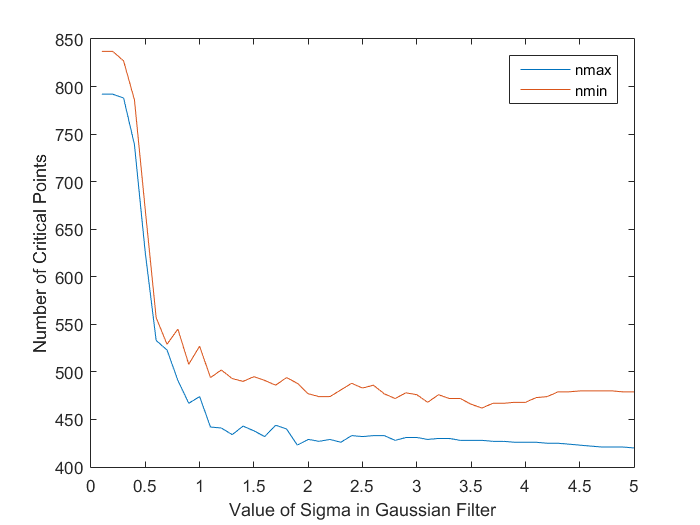 850
800
750
700
650
600
550
500
450
400
Number of Critical Points
nmax
nmin
0 0.5 1 1.5 2 2.5 3 3.5 4 4.5 5
Value of Sigma in Gaussian Filter